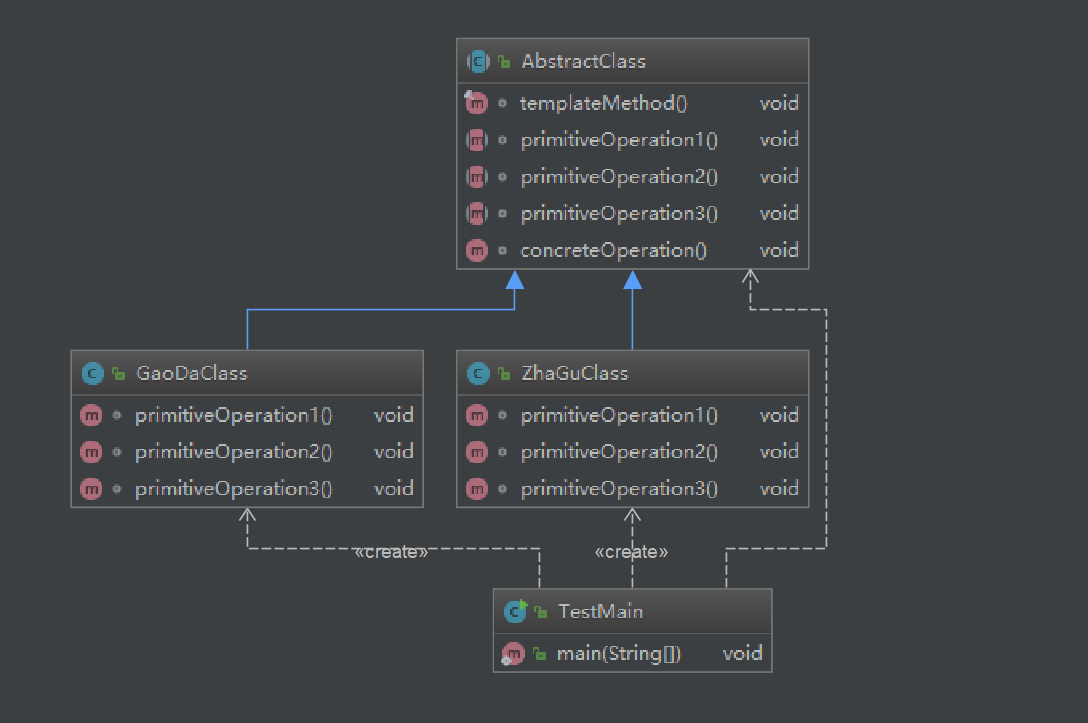 AbstractClass
templateMethod() void
primitiveOperation1() void
primitiveOperation2() void
primitiveOperation3() void
concreteOperation() void
GaoDaClass
primitiveOperation1() void
primitiveOperation2() void
primitiveOperation3() void
ZhaGuClass
primitiveOperation1() void
primitiveOperation2() void
primitiveOperation3() void
«create»
«create»
TestMain
main(String[]) void